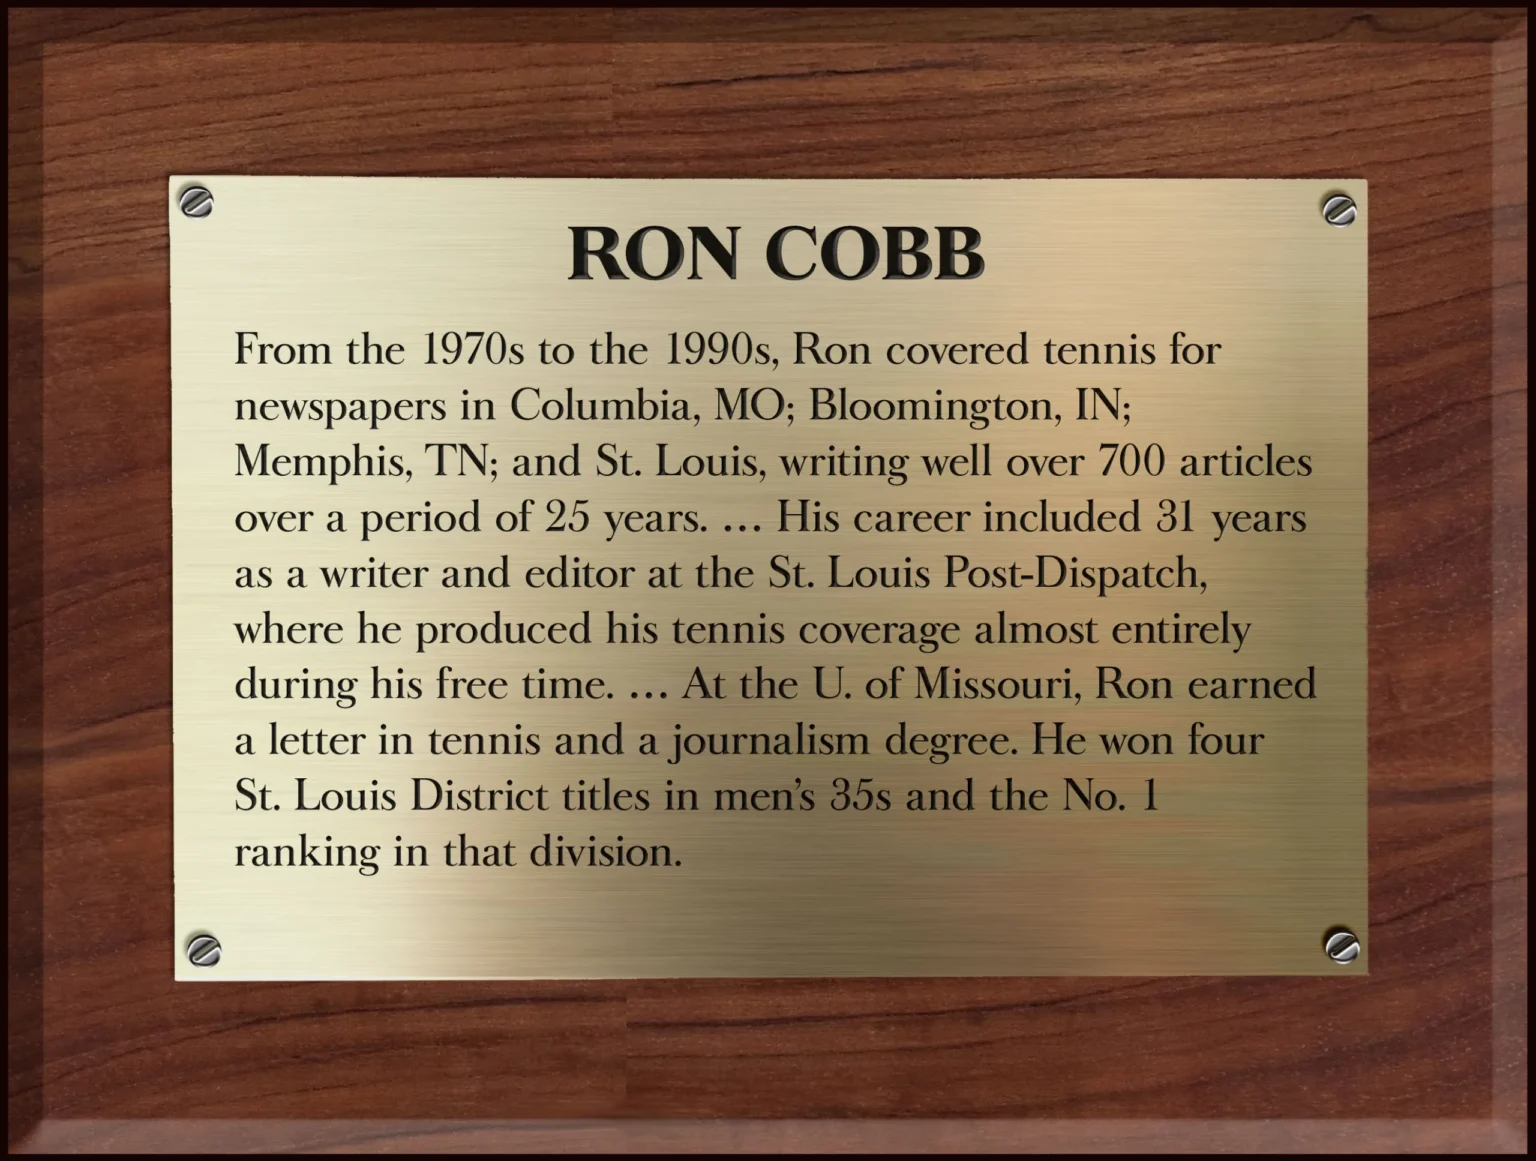 RON COBB
From the 1970s to the 1990s, Ron covered tennis for
newspapers in Columbia, MO; Bloomington, IN;
Memphis, TN; and St. Louis, writing well over 700 articles
over a period of 25 years. … His career included 31 years
as a writer and editor at the St. Louis Post-Dispatch,
where he produced his tennis coverage almost entirely
during his free time. … At the U. of Missouri, Ron earned
a letter in tennis and a journalism degree. He won four
St. Louis District titles in men’s 35s and the No. 1
ranking in that division.